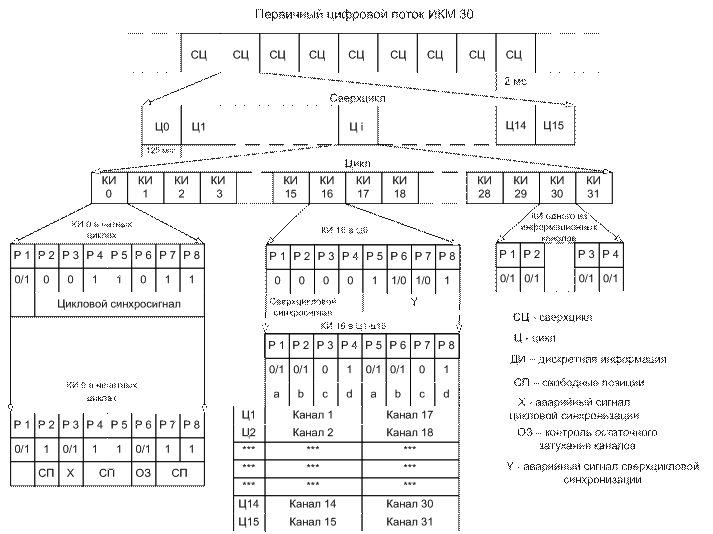 Первичный цифровой поток ИКМ 30
СЦ СЦ СЦ СЦ СЦ СЦ СЦ СЦ СЦ
2 мс
Сверхцикл
Ц0 Ц1 Ц i Ц14 Ц15
125 мкс
Цикл
КИ 0 КИ 1 КИ 2 КИ 3 КИ 15 КИ 16 КИ 17 КИ 18 КИ 28 КИ 29 КИ 30 КИ 31
КИ 0 в четных
циклах
P 1 P 2 P 3 P 4 P 5 P 6 P 7 P 8
0/1 0 0 1 1 0 1 1
Цикловой синхросигнал
КИ 0 в нечетных
циклах
P 1 P 2 P 3 P 4 P 5 P 6 P 7 P 8
0/1 1 0/1 1 1 0/1 1 1
СП Х СП ОЗ СП
КИ 16 в Ц0
P 1 P 2 P 3 P 4 P 5 P 6 P 7 P 8
0 0 0 0 1 1/0 1/0 1
Сверхцикловой
синхросигнал
Y
КИ 16 в Ц1-Ц15
P 1 P 2 P 3 P 4 P 5 P 6 P 7 P 8
0/1 0/1 0 1 0/1 0/1 0 1
a b c d a b c d
Ц1 Канал 1 Канал 17
Ц2 Канал 2 Канал 18
*** *** ***
*** *** ***
*** *** ***
Ц14 Канал 14 Канал 30
Ц15 Канал 15 Канал 31
КИ одного из
информационных
каналов
P 1 P 2 P 3 P 4
0/1 0/1 0/1 0/1
СЦ - сверхцикл
Ц - цикл
ДИ – дискретная информация
СП – свободные позиции
Х - аварийный сигнал
цикловой синхронизации
ОЗ – контроль остаточного
затухания каналов
Y - аварийный сигнал сверхцикловой
синхронизации